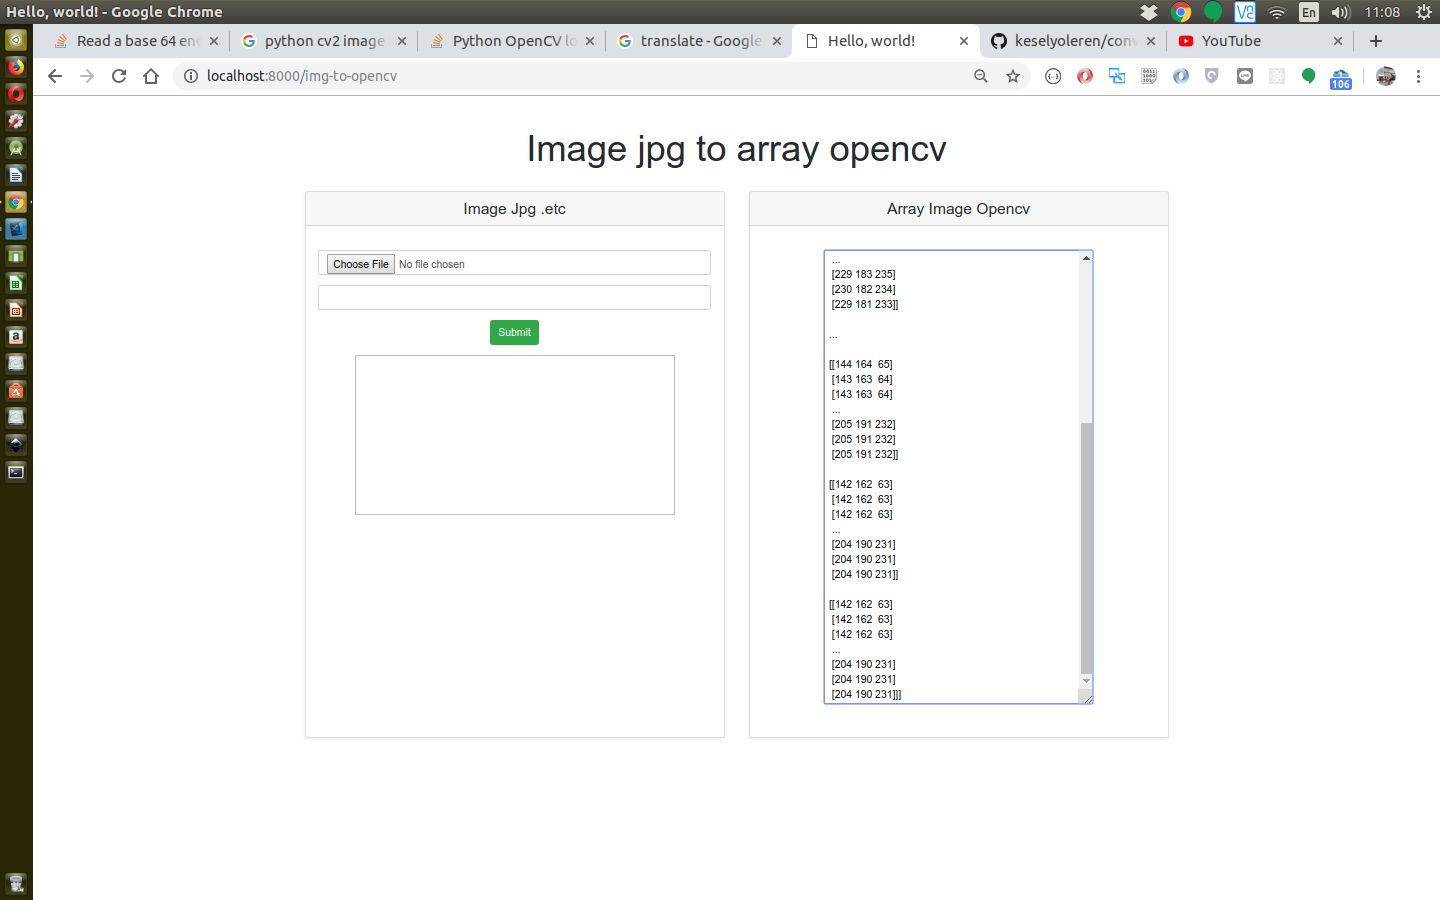 Hello, world! - Google Chrome
En
11:08
Read a base 64 en
python cv2 image
Python OpenCV lo
translate - Google
Hello, world!
keselyoleren/con
YouTube
localhost:8000/img-to-opencv
106
Image jpg to array opencv
Image Jpg .etc
Choose File No file chosen
Submit
Array Image Opencv
...
[229 183 235]
[230 182 234]
[229 181 233]]
...
[[144 164  65]
[143 163  64]
[143 163  64]
...
[205 191 232]
[205 191 232]
[205 191 232]]
[[142 162  63]
[142 162  63]
[142 162  63]
...
[204 190 231]
[204 190 231]
[204 190 231]]
[[142 162  63]
[142 162  63]
[142 162  63]
...
[204 190 231]
[204 190 231]
[204 190 231]]]